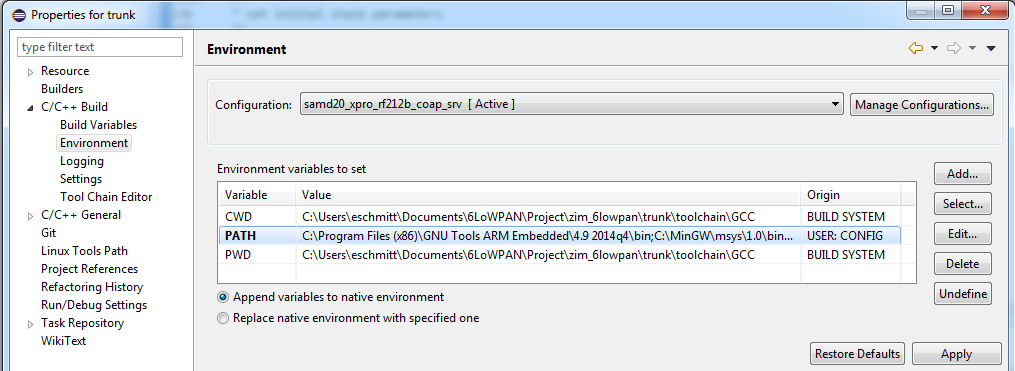 Properties for trunk
set initial stack parameters
type filter text
Resource
Builders
C/C++ Build
Build Variables
Environment
Logging
Settings
Tool Chain Editor
C/C++ General
Git
Linux Tools Path
Project References
Refactoring History
Run/Debug Settings
Task Repository
WikiText
Environment
Configuration: samd20_xpro_rf212b_coap_srv [ Active ] Manage Configurations...
Environment variables to set
Variable Value Origin
CWD C:\Users\eschmitt\Documents\6LoWPAN\Project\zim_6lowpan\trunk\toolchain\GCC BUILD SYSTEM
PATH C:\Program Files (x86)\GNU Tools ARM Embedded\4.9 2014q4\bin;C:\MinGW\msys\1.0\bin... USER: CONFIG
PWD C:\Users\eschmitt\Documents\6LoWPAN\Project\zim_6lowpan\trunk\toolchain\GCC BUILD SYSTEM
Add...
Select...
Edit...
Delete
Undefine
Append variables to native environment
Replace native environment with specified one
Restore Defaults Apply